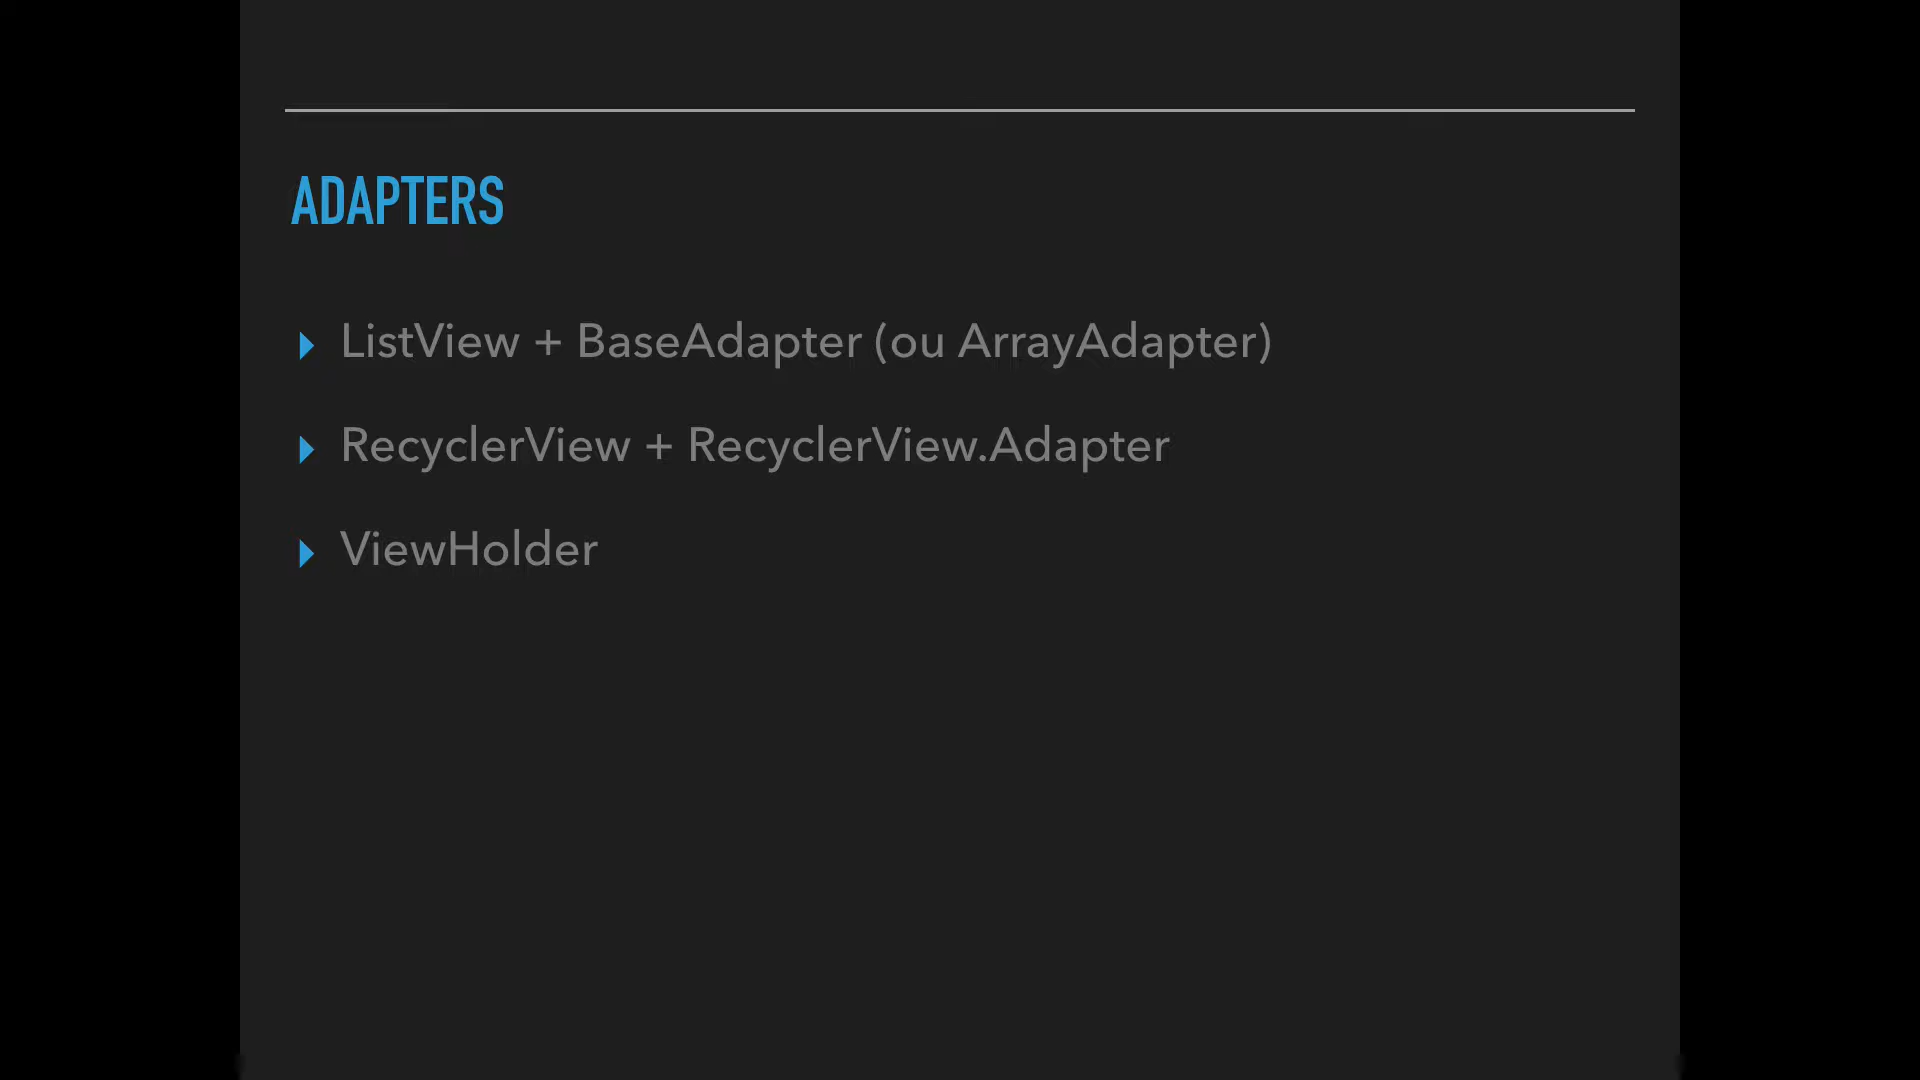 ADAPTERS
ListView + BaseAdapter (ou ArrayAdapter)
RecyclerView + RecyclerView.Adapter
ViewHolder